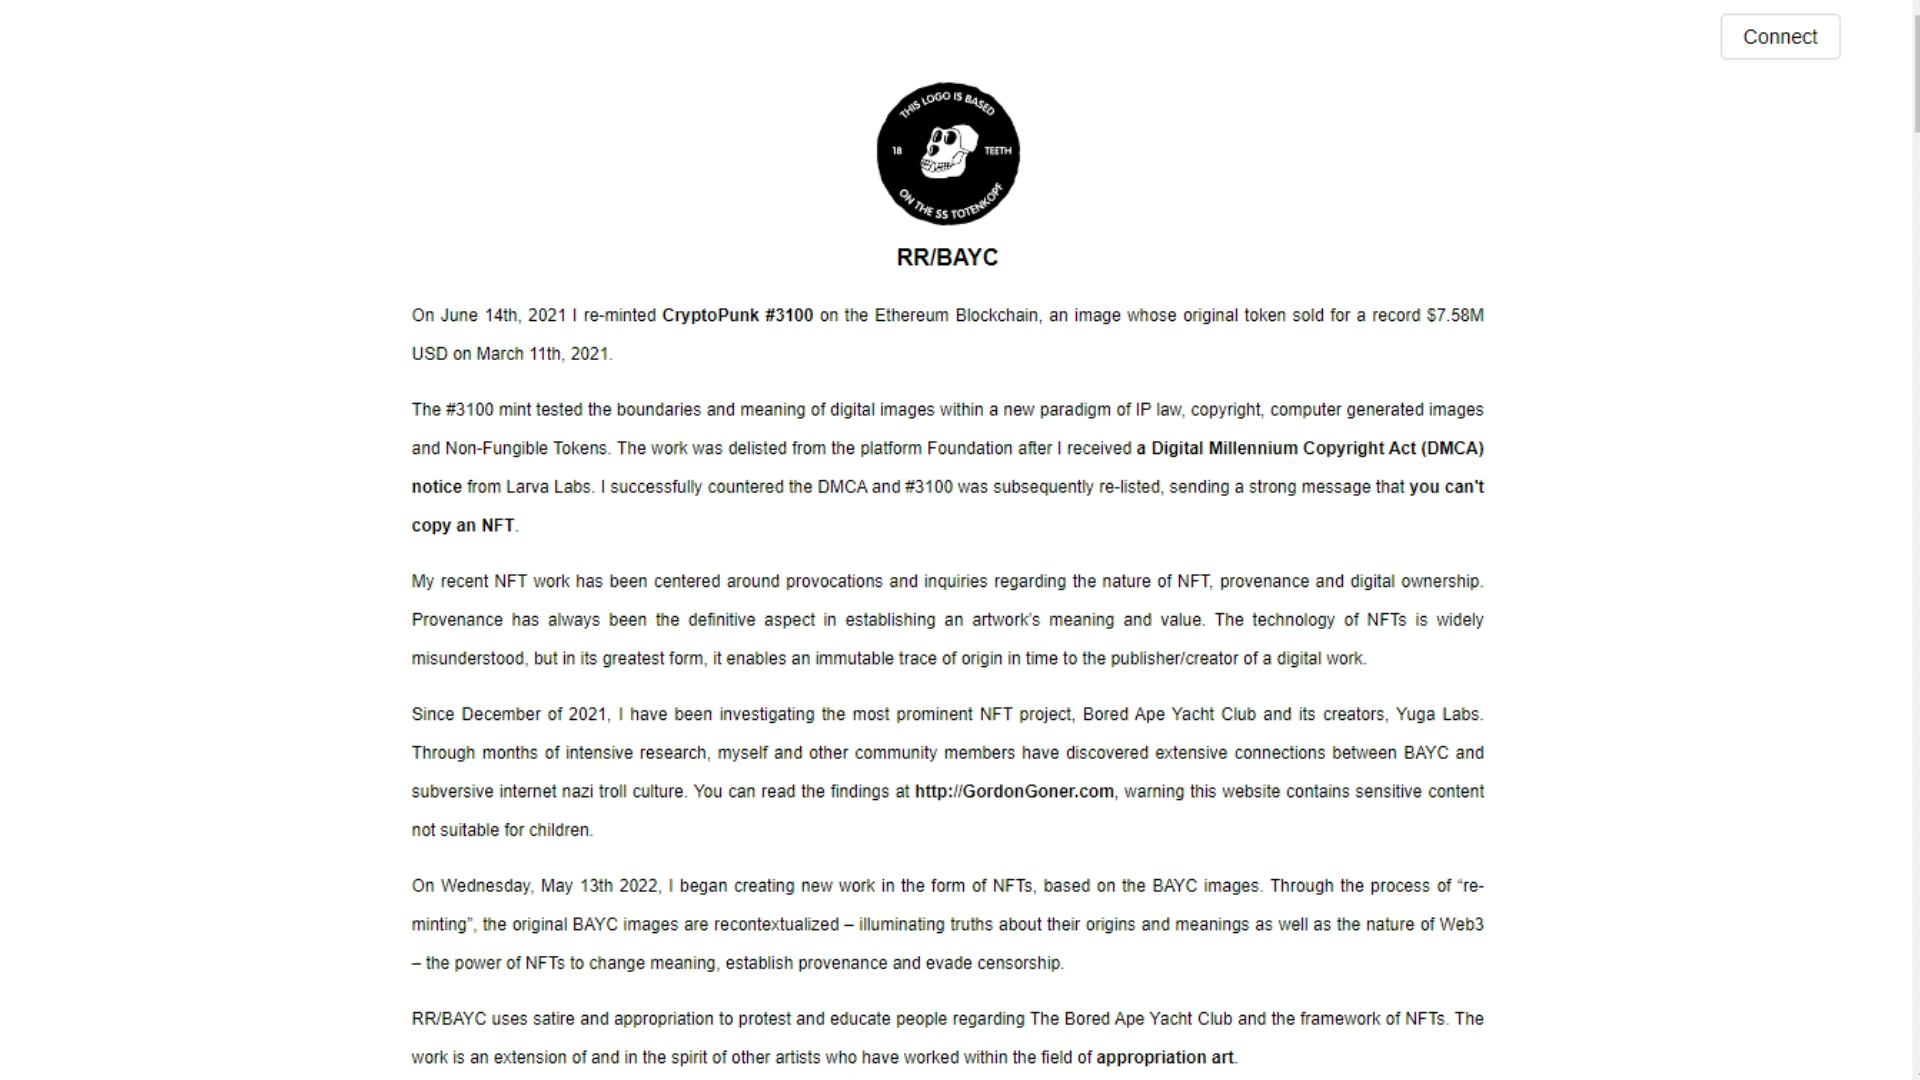 Connect
THIS LOGO IS BASED
18 TEETH
ON THE SS TOTENKOPF
RR/BAYC
On June 14th, 2021 I re-minted CryptoPunk #3100 on the Ethereum Blockchain, an image whose original token sold for a record $7.58M
USD on March 11th, 2021.
The #3100 mint tested the boundaries and meaning of digital images within a new paradigm of IP law, copyright, computer generated images
and Non-Fungible Tokens. The work was delisted from the platform Foundation after I received a Digital Millennium Copyright Act (DMCA)
notice from Larva Labs. I successfully countered the DMCA and #3100 was subsequently re-listed, sending a strong message that you can't
copy an NFT.
My recent NFT work has been centered around provocations and inquiries regarding the nature of NFT, provenance and digital ownership.
Provenance has always been the definitive aspect in establishing an artwork's meaning and value. The technology of NFTs is widely
misunderstood, but in its greatest form, it enables an immutable trace of origin in time to the publisher/creator of a digital work.
Since December of 2021, I have been investigating the most prominent NFT project, Bored Ape Yacht Club and its creators, Yuga Labs.
Through months of intensive research, myself and other community members have discovered extensive connections between BAYC and
subversive internet nazi troll culture. You can read the findings at http://GordonGoner.com, warning this website contains sensitive content
not suitable for children.
On Wednesday, May 13th 2022, I began creating new work in the form of NFTs, based on the BAYC images. Through the process of “re-
minting”, the original BAYC images are recontextualized – illuminating truths about their origins and meanings as well as the nature of Web3
– the power of NFTs to change meaning, establish provenance and evade censorship.
RR/BAYC uses satire and appropriation to protest and educate people regarding The Bored Ape Yacht Club and the framework of NFTs. The
work is an extension of and in the spirit of other artists who have worked within the field of appropriation art.